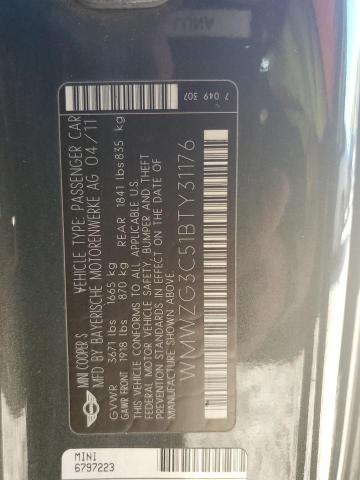 MINI COOPER S VEHICLE TYPE: PASSENGER CAR
MFD BY BAYERISCHE MOTORENWERKE AG 04/11
GVWR 3671 lbs 1665 kg
GAWR FRONT 1918 lbs 870 kg REAR 1841 lbs 835 kg
THIS VEHICLE CONFORMS TO ALL APPLICABLE U.S.
FEDERAL MOTOR VEHICLE SAFETY, BUMPER AND THEFT
PREVENTION STANDARDS IN EFFECT ON THE DATE OF
MANUFACTURE SHOWN ABOVE
WMWZG3C51BTY31176
7 049 307
MINI
6797223